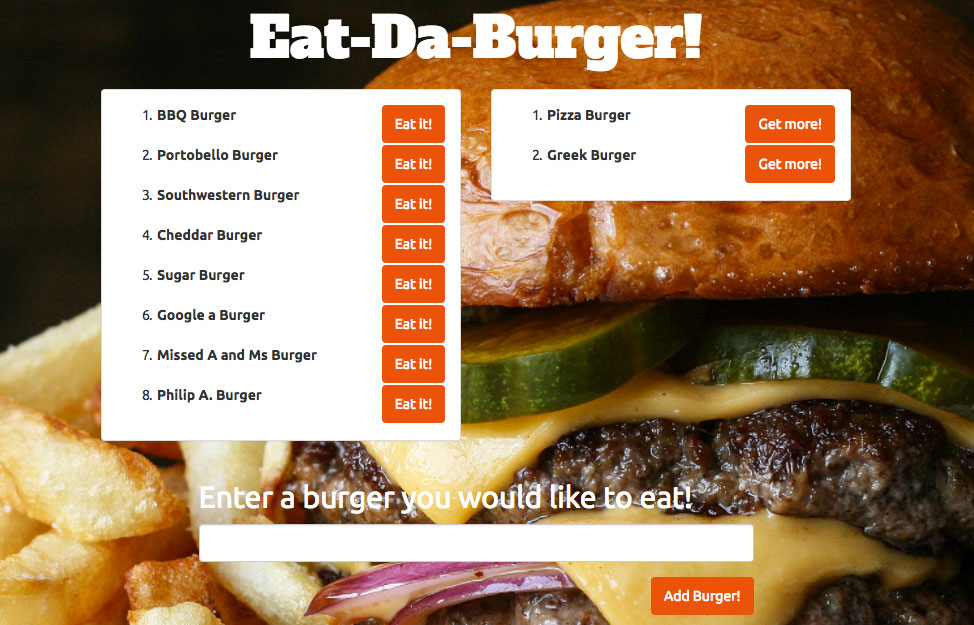 Eat-Da-Burger!
1. BBQ Burger Eat it!
2. Portobello Burger Eat it!
3. Southwestern Burger Eat it!
4. Cheddar Burger Eat it!
5. Sugar Burger Eat it!
6. Google a Burger Eat it!
7. Missed A and Ms Burger Eat it!
8. Philip A. Burger Eat it!
1. Pizza Burger Get more!
2. Greek Burger Get more!
Enter a burger you would like to eat!
Add Burger!